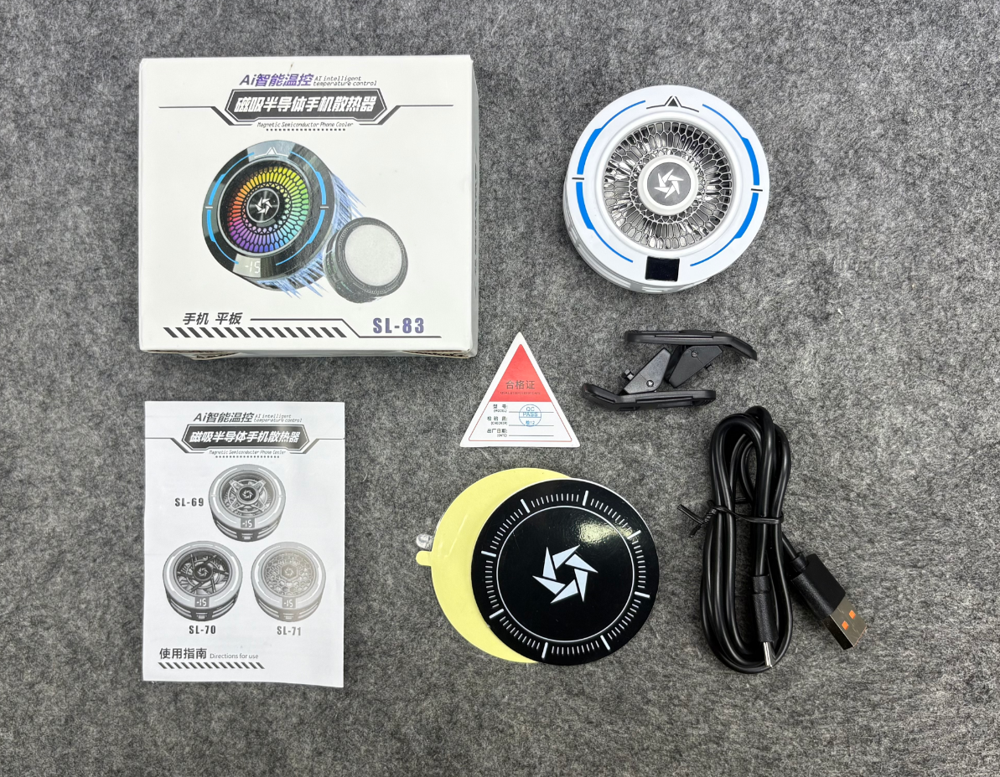 Ai智能温控 AI intelligent
temperature control
磁吸半导体手机散热器
Magnetic Semiconductor Phone Cooler
-15
手机 平板
SL-83
合格证
型 号:
(MODEL)
QC
PASS
检12
检 验 员:
(CHECKER)
出厂日期:
(DATE)
Ai智能温控 AI intelligent
temperature control
磁吸半导体手机散热器
Magnetic Semiconductor Phone Cooler
SL-69
-15
-15
-15
SL-70
SL-71
使用指南 Directions for use